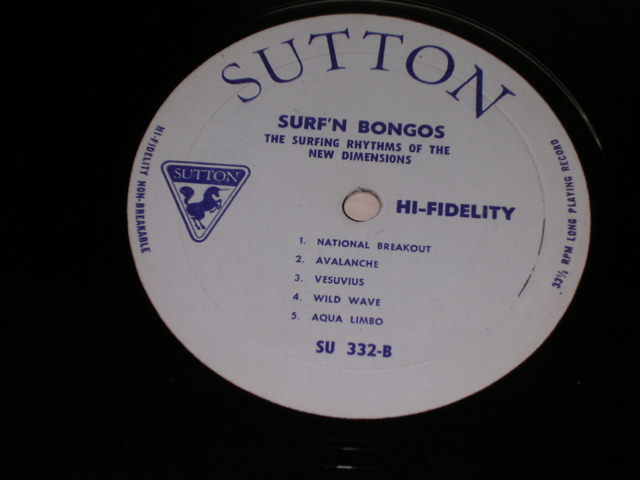 SUTTON
SURF'N BONGOS
THE SURFING RHYTHMS OF THE
NEW DIMENSIONS
HI-FIDELITY NON-BREAKABLE
SUTTON
HI-FIDELITY
33⅓ RPM LONG PLAYING RECORD
1. NATIONAL BREAKOUT
2. AVALANCHE
3. VESUVIUS
4. WILD WAVE
5. AQUA LIMBO
SU 332-B